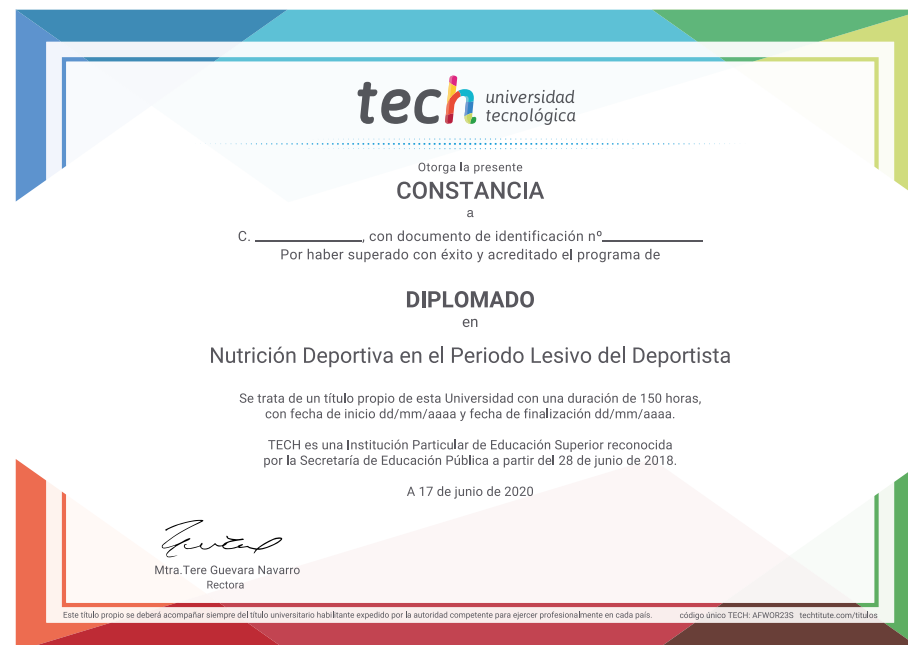 tech universidad
tecnológica
Otorga la presente
CONSTANCIA
a
C. ____________, con documento de identificación nº____________
Por haber superado con éxito y acreditado el programa de
DIPLOMADO
en
Nutrición Deportiva en el Periodo Lesivo del Deportista
Se trata de un título propio de esta Universidad con una duración de 150 horas,
con fecha de inicio dd/mm/aaaa y fecha de finalización dd/mm/aaaa.
TECH es una Institución Particular de Educación Superior reconocida
por la Secretaría de Educación Pública a partir del 28 de junio de 2018.
A 17 de junio de 2020
Mtra.Tere Guevara Navarro
Rectora
Este título propio se deberá acompañar siempre del título universitario habilitante expedido por la autoridad competente para ejercer profesionalmente en cada país. código único TECH: AFWOR23S techtitute.com/titulos